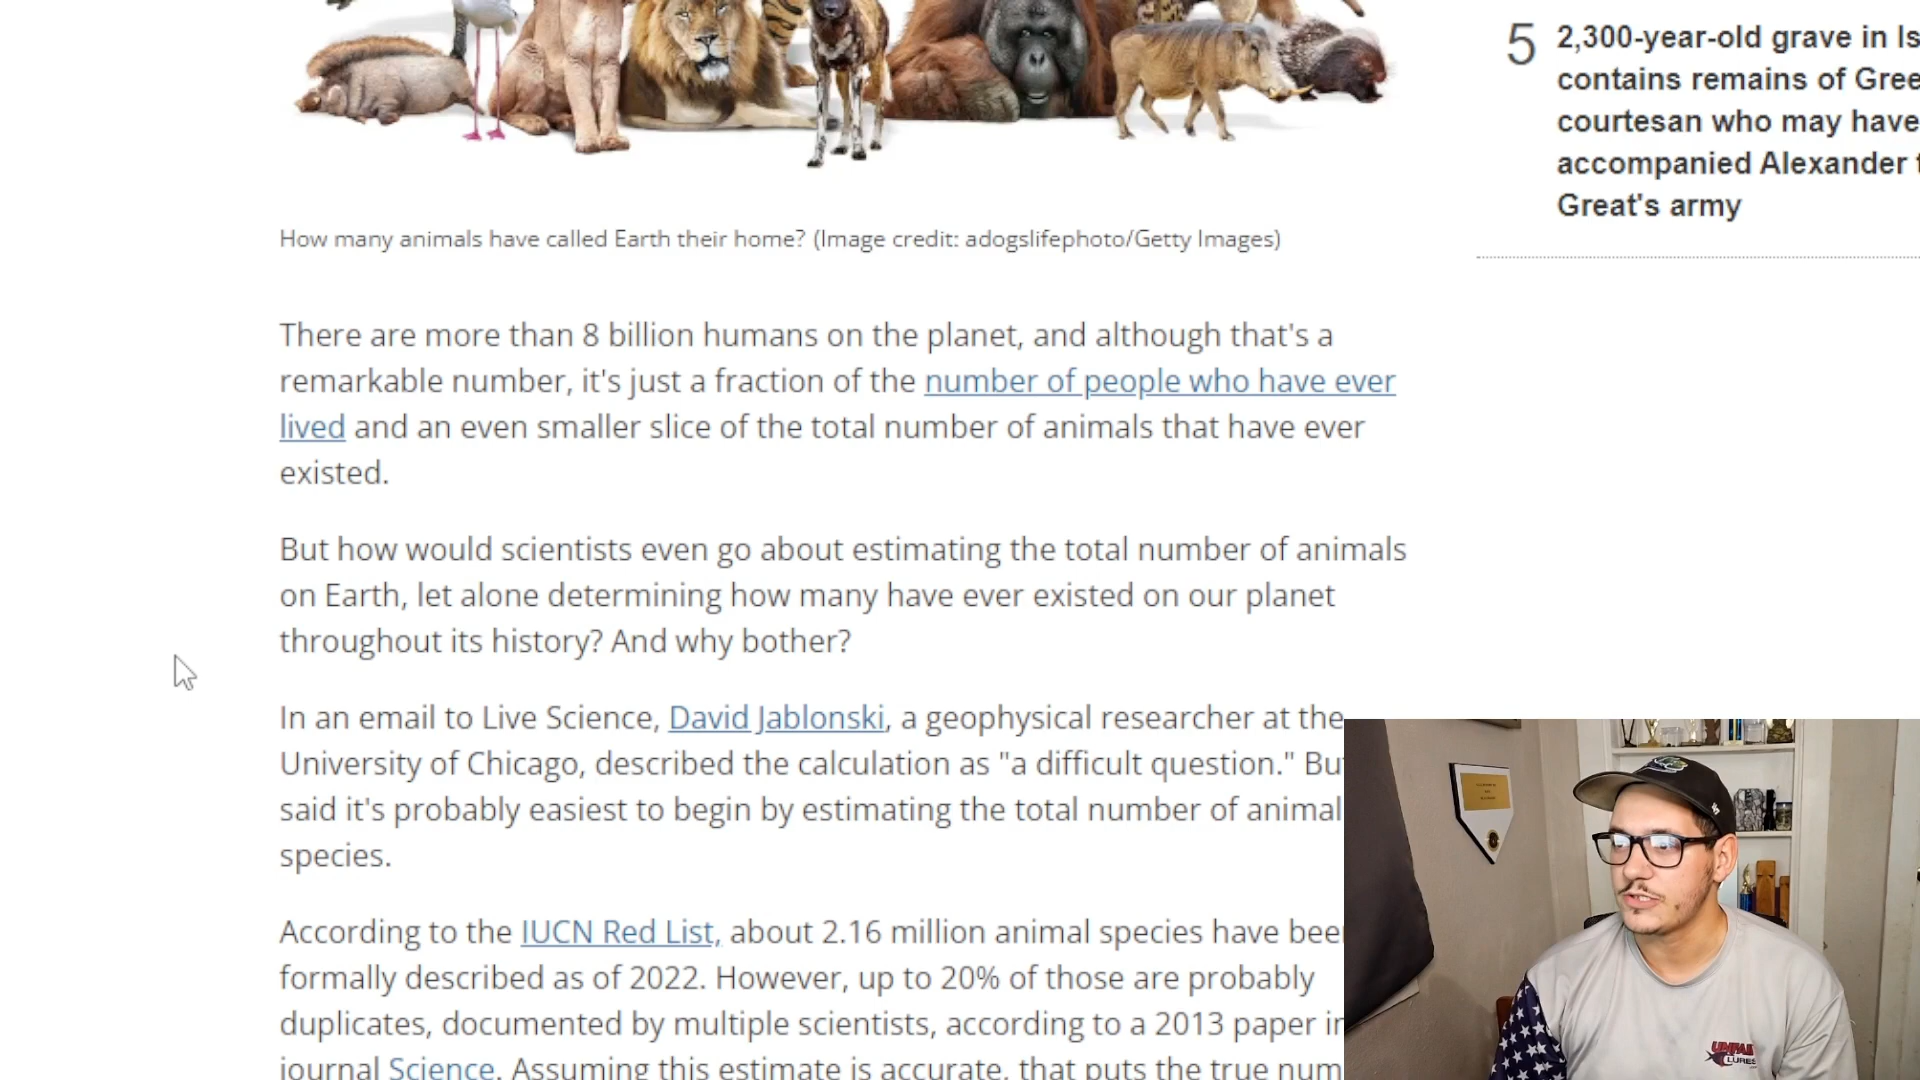 5
2,300-year-old grave in Is
contains remains of Gree
courtesan who may have
accompanied Alexander t
Great's army
How many animals have called Earth their home? (Image credit: adogslifephoto/Getty Images)
There are more than 8 billion humans on the planet, and although that's a
remarkable number, it's just a fraction of the number of people who have ever
lived and an even smaller slice of the total number of animals that have ever
existed.
But how would scientists even go about estimating the total number of animals
on Earth, let alone determining how many have ever existed on our planet
throughout its history? And why bother?
In an email to Live Science, David Jablonski, a geophysical researcher at the
University of Chicago, described the calculation as "a difficult question." Bu
said it's probably easiest to begin by estimating the total number of animal
species.
According to the IUCN Red List, about 2.16 million animal species have been
formally described as of 2022. However, up to 20% of those are probably
duplicates, documented by multiple scientists, according to a 2013 paper in
journal Science. Assuming this estimate is accurate, that puts the true num
UNFAIR
LURES